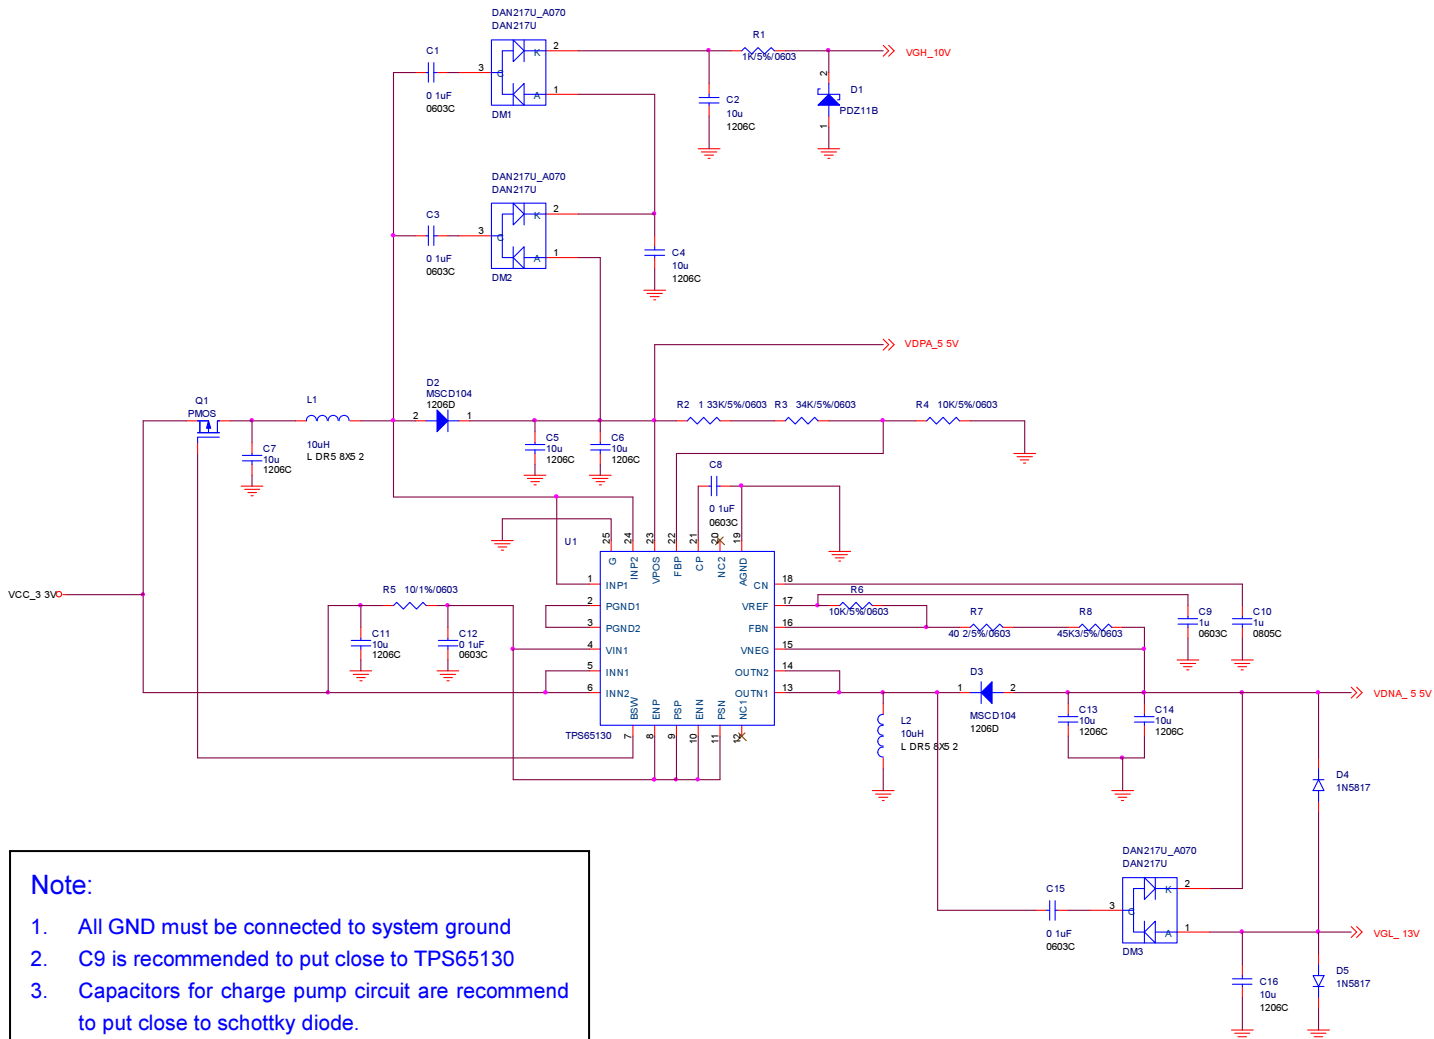 DAN217U_A070
DAN217U
C1
3
C
K
A
2
1
0 1uF
0603C
DM1
C2
10u
1206C
R1
1K/5%/0603
VGH_10V
2
D1
PDZ11B
1
DAN217U_A070
DAN217U
C3
3
C
K
A
2
1
0 1uF
0603C
DM2
C4
10u
1206C
VDPA_5 5V
Q1
PMOS
L1
10uH
L DR5 8X5 2
C7
10u
1206C
D2
MSCD104
1206D
2
1
C5
10u
1206C
C6
10u
1206C
R2 1 33K/5%/0603
R3 34K/5%/0603
R4 10K/5%/0603
C8
0 1uF
0603C
U1
25
24
23
22
21
20
19
G
INP2
VPOS
FBP
CP
NC2
AGND
VCC_3 3V
R5 10/1%/0603
C11
10u
1206C
C12
0 1uF
0603C
1 INP1
2 PGND1
3 PGND2
4 VIN1
5 INN1
6 INN2
CN 18
VREF 17
FBN 16
VNEG 15
OUTN2 14
OUTN1 13
BSW
ENP
PSP
ENN
PSN
NC1
7
8
9
10
11
12
TPS65130
R6
10K/5%/0603
R7
40 2/5%/0603
R8
45K3/5%/0603
C9
1u
0603C
C10
1u
0805C
L2
10uH
L DR5 8X5 2
D3
1
2
MSCD104
1206D
C13
10u
1206C
C14
10u
1206C
VDNA_ 5 5V
D4
1N5817
DAN217U_A070
DAN217U
C15
0 1uF
0603C
3
C
K
A
2
1
DM3
VGL_ 13V
C16
10u
1206C
D5
1N5817
Note:
1. All GND must be connected to system ground
2. C9 is recommended to put close to TPS65130
3. Capacitors for charge pump circuit are recommend
to put close to schottky diode.